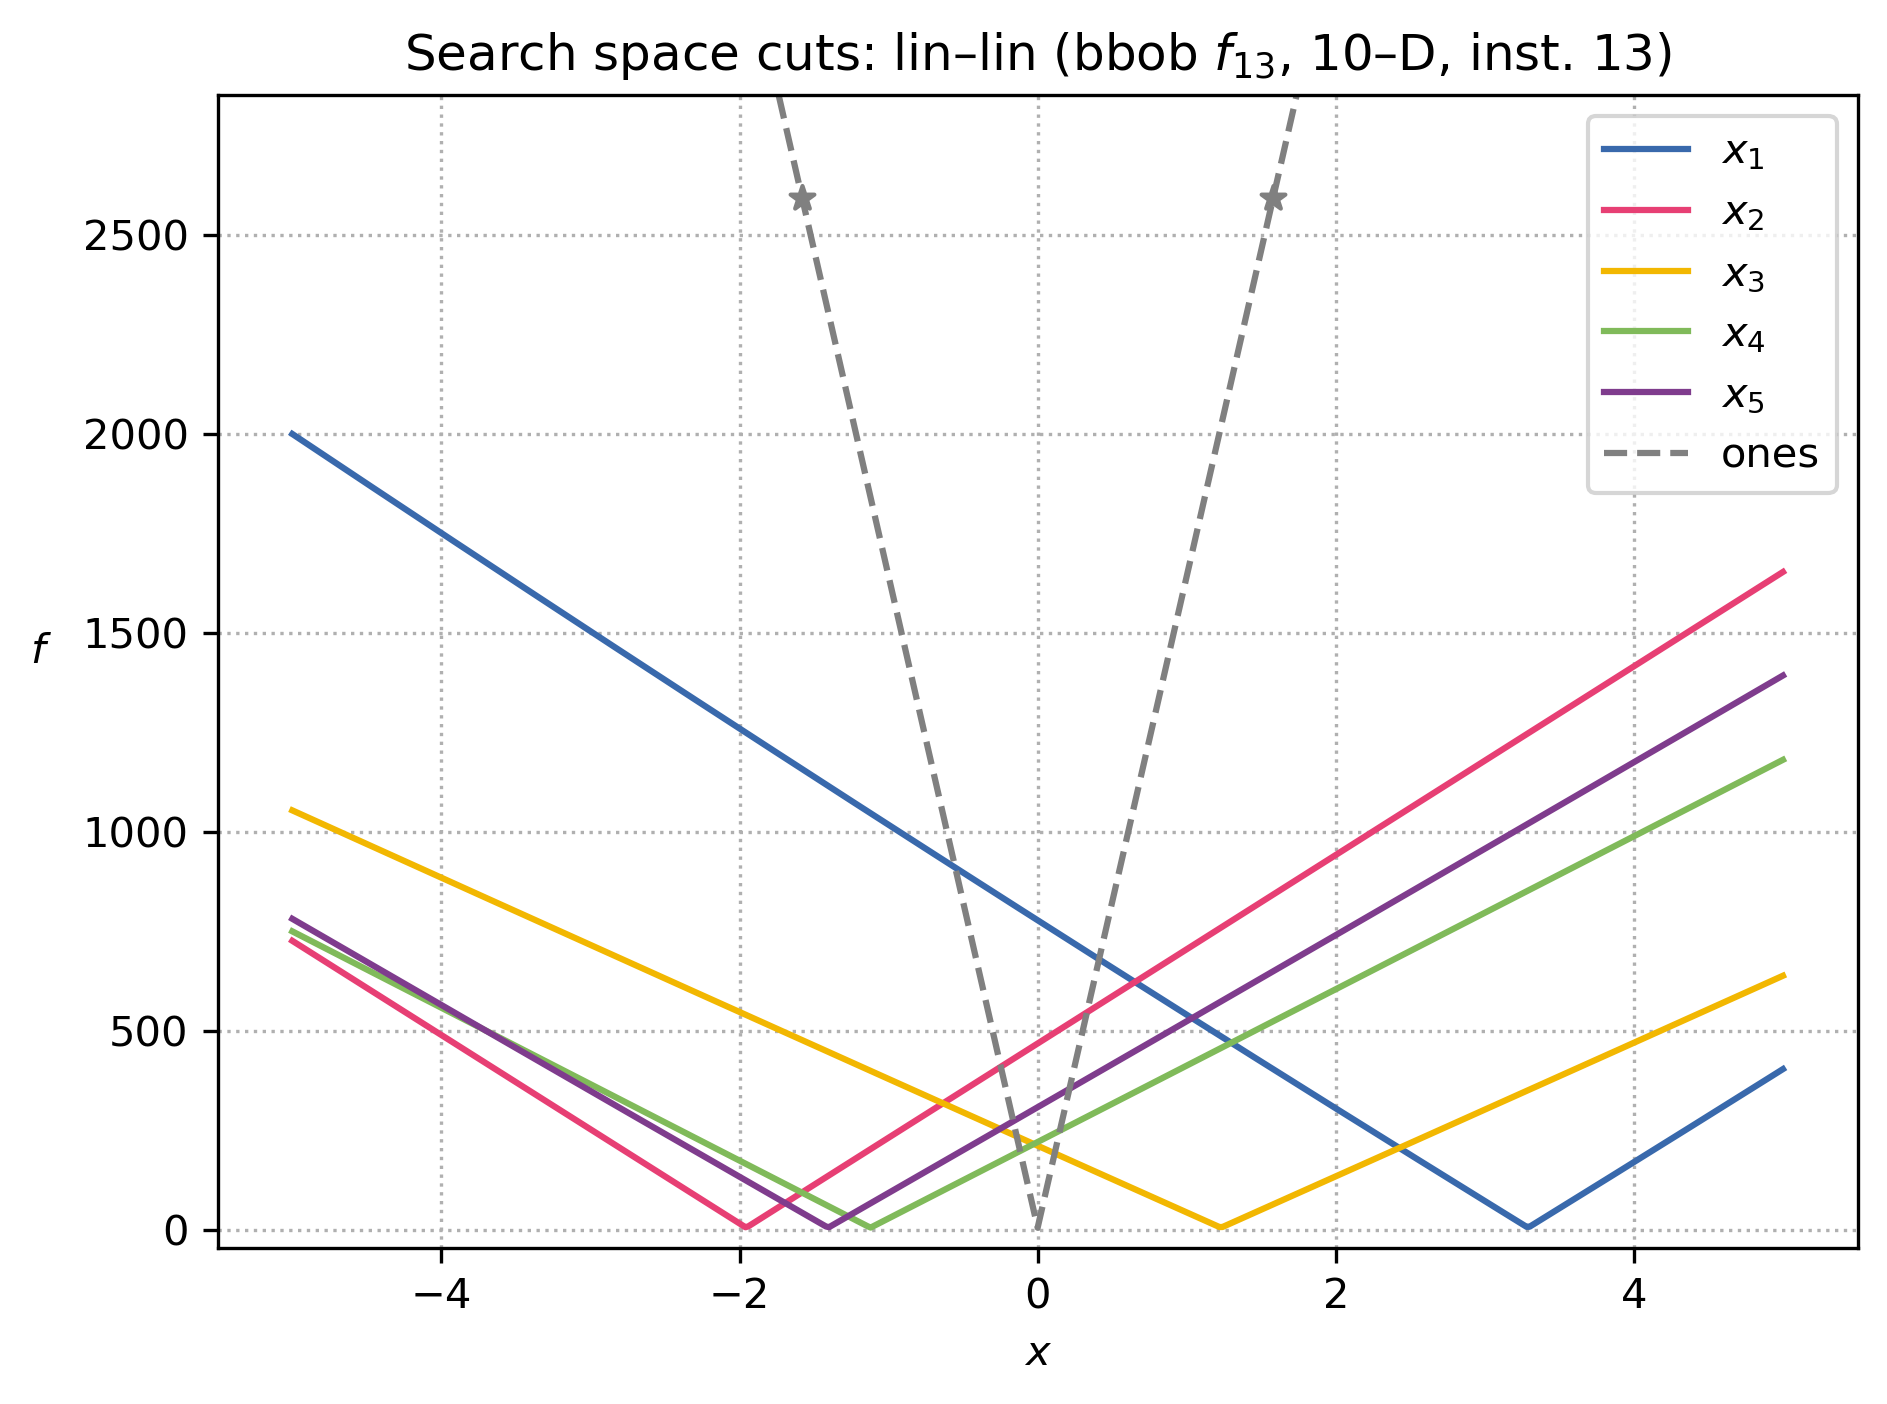 Search space cuts: lin–lin (bbob f₁₃, 10–D, inst. 13)
x₁
x₂
x₃
x₄
x₅
ones
f
2500
2000
1500
1000
500
0
−4 −2 0 2 4
x